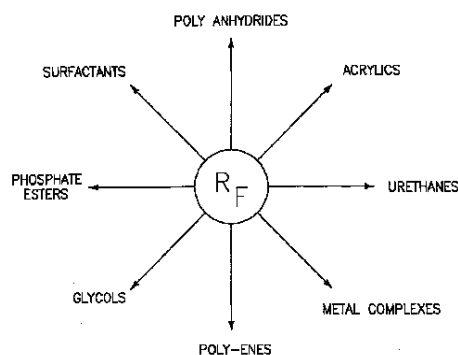 POLY ANHYDRIDES
SURFACTANTS
ACRYLICS
PHOSPHATE
ESTERS
R F
URETHANES
GLYCOLS
METAL COMPLEXES
POLY-ENES